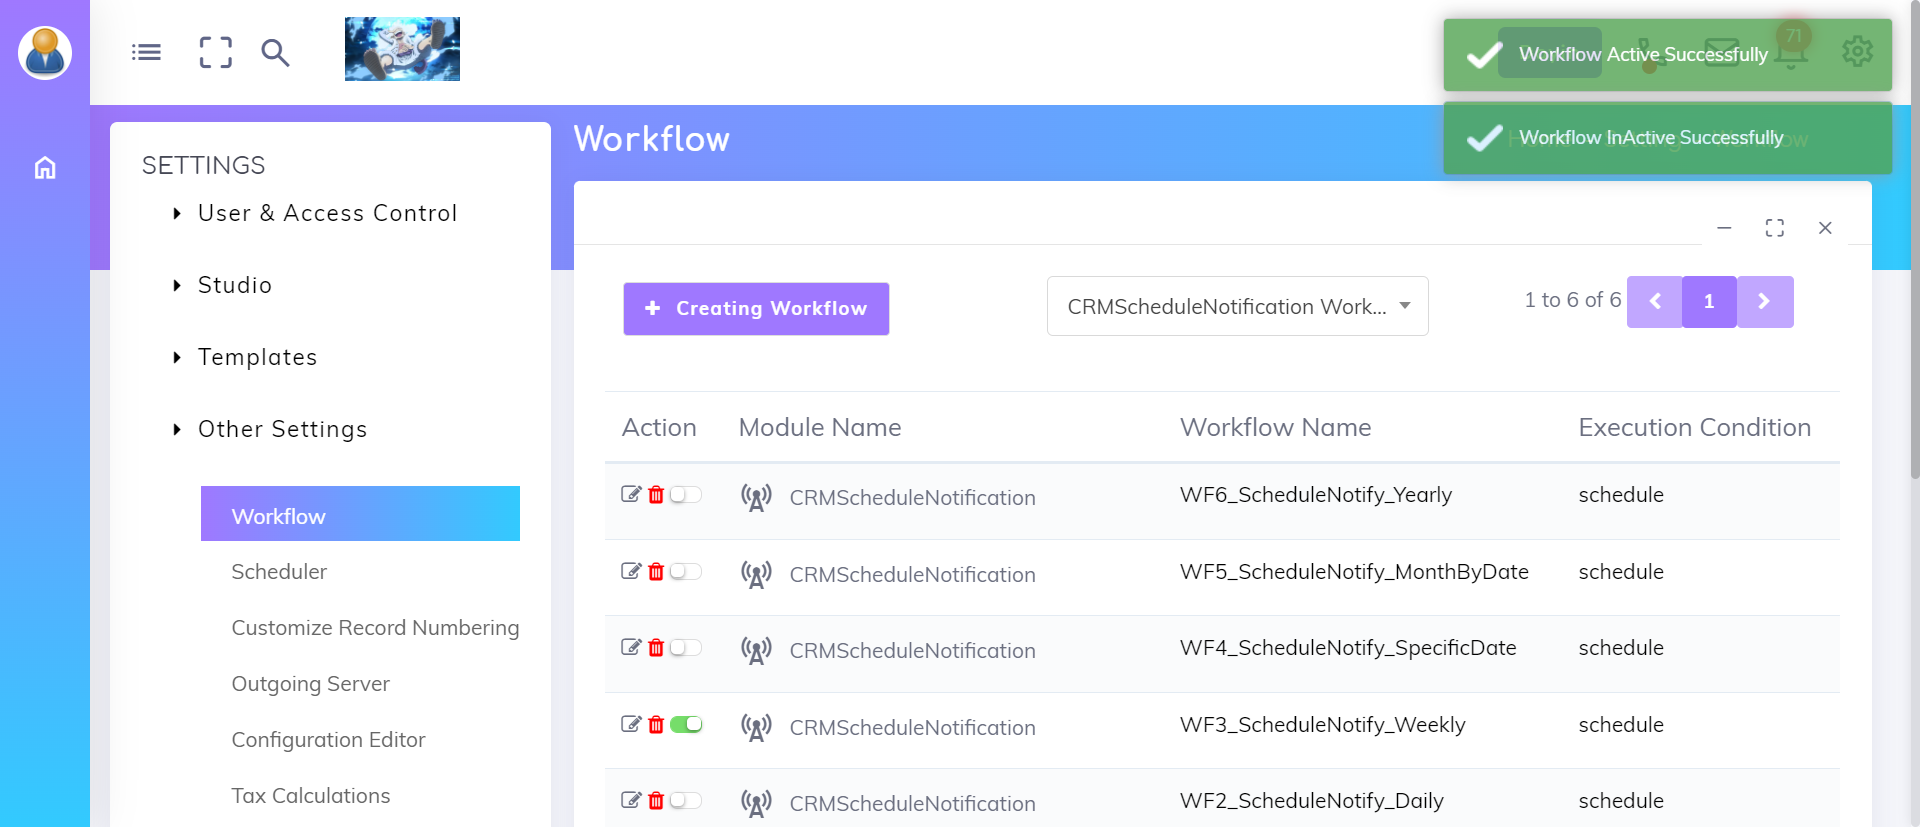 71
Workflow Active Successfully
Workflow InActive Successfully
Workflow
SETTINGS
User & Access Control
Studio
Templates
Other Settings
Workflow
Scheduler
Customize Record Numbering
Outgoing Server
Configuration Editor
Tax Calculations
Creating Workflow
CRMScheduleNotification Work...
1 to 6 of 6
1
Action Module Name Workflow Name Execution Condition
CRMScheduleNotification WF6_ScheduleNotify_Yearly schedule
CRMScheduleNotification WF5_ScheduleNotify_MonthByDate schedule
CRMScheduleNotification WF4_ScheduleNotify_SpecificDate schedule
CRMScheduleNotification WF3_ScheduleNotify_Weekly schedule
CRMScheduleNotification WF2_ScheduleNotify_Daily schedule